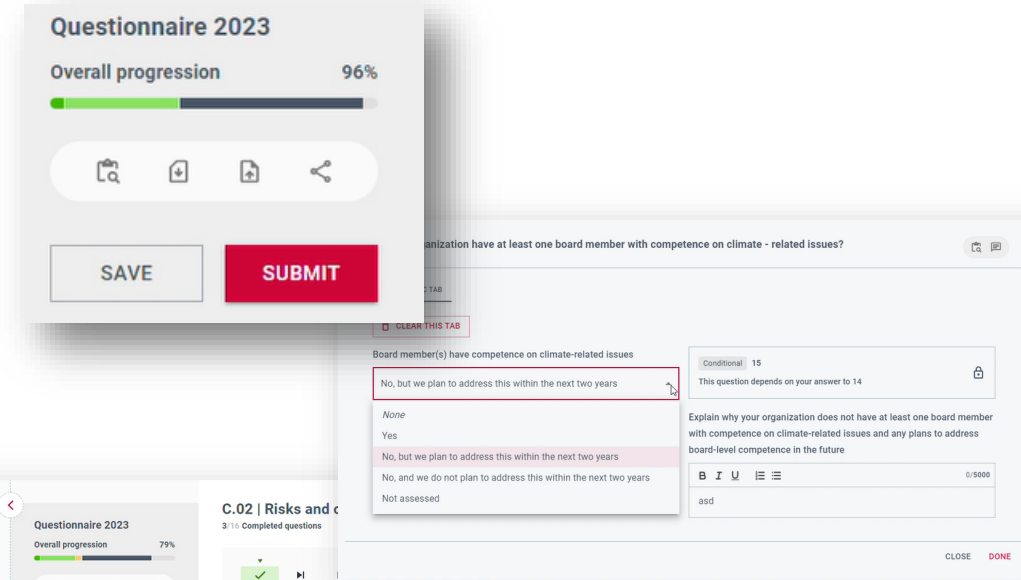 Questionnaire 2023
Overall progression 96%
SAVE SUBMIT
anization have at least one board member with competence on climate - related issues?
TAB
CLEAR THIS TAB
Board member(s) have competence on climate-related issues
No, but we plan to address this within the next two years
None
Yes
No, but we plan to address this within the next two years
No, and we do not plan to address this within the next two years
Not assessed
Conditional 15
This question depends on your answer to 14
Explain why your organization does not have at least one board member
with competence on climate-related issues and any plans to address
board-level competence in the future
B I U 0/5000
asd
CLOSE DONE
Questionnaire 2023
Overall progression 79%
C.02 | Risks and
3/16 Completed questions